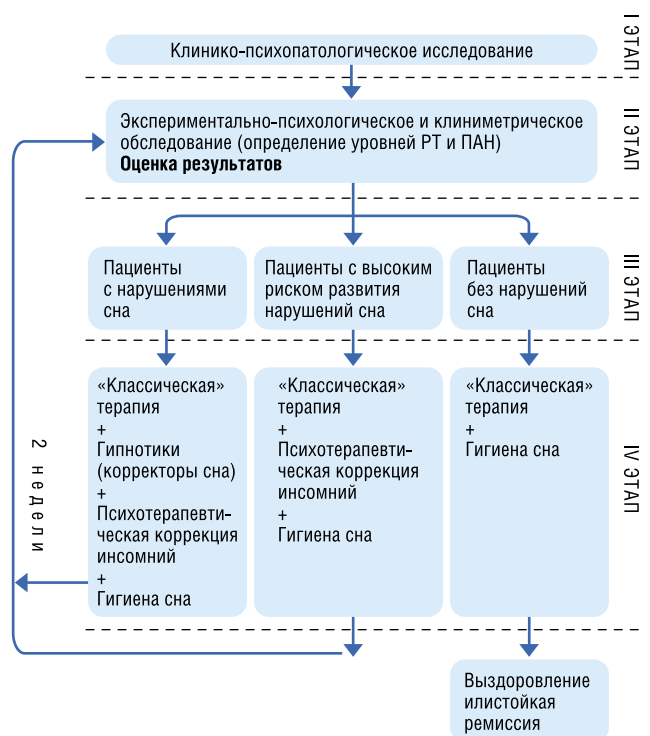 Клинико-психопатологическое исследование
I ЭТАП
Экспериментально-психологическое и клиниметрическое
обследование (определение уровней РТ и ПАН)
Оценка результатов
II ЭТАП
Пациенты
с нарушениями
сна
Пациенты с высоким
риском развития
нарушений сна
Пациенты
без нарушений
сна
III ЭТАП
«Классическая»
терапия
+
Гипнотики
(корректоры сна)
+
Психотерапевти-
ческая коррекция
инсомний
+
Гигиена сна
«Классическая»
терапия
+
Психотерапевти-
ческая коррекция
инсомний
+
Гигиена сна
«Классическая»
терапия
+
Гигиена сна
IV ЭТАП
2 недели
Выздоровление
илистойкая
ремиссия